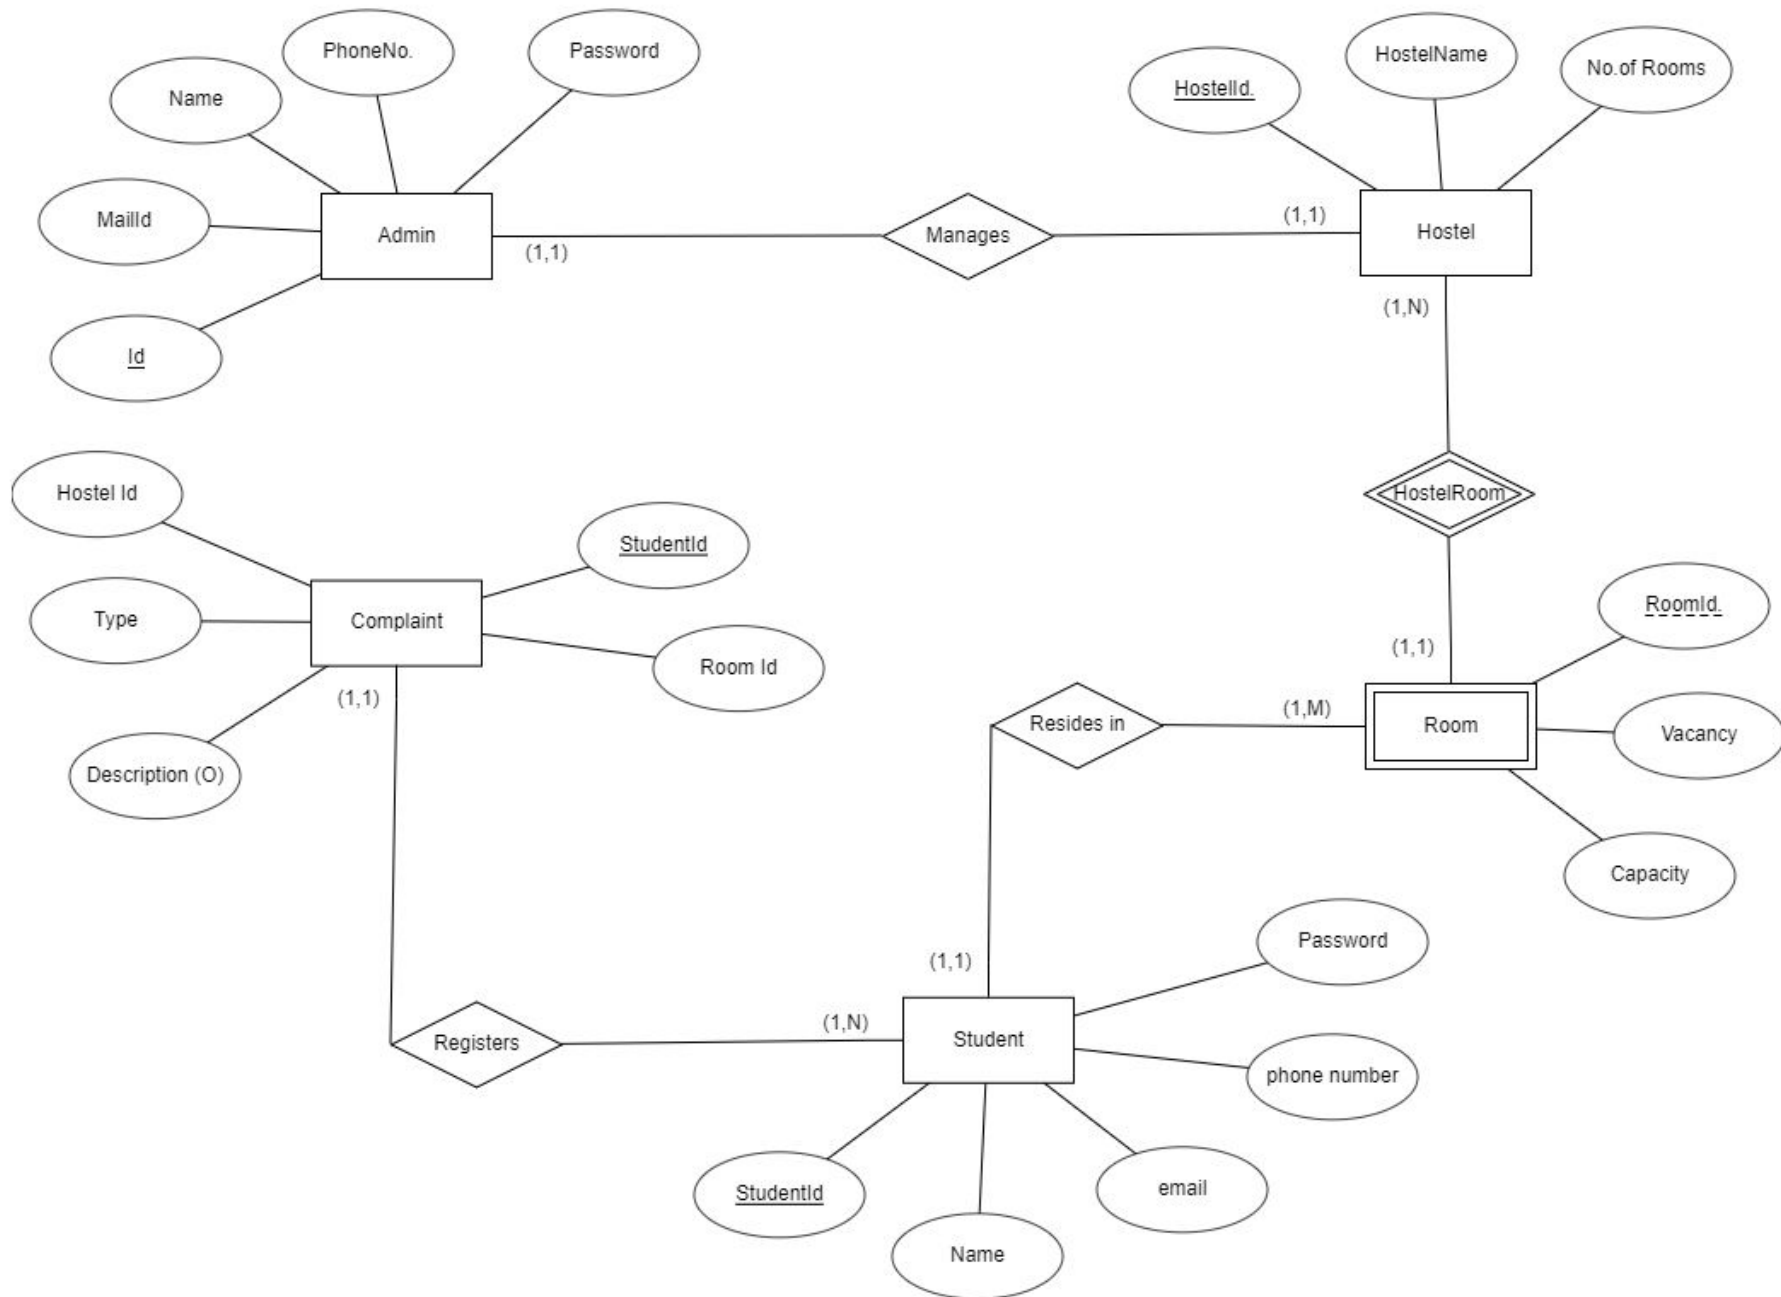 PhoneNo.
Password
Name
MailId
Id
Admin
(1,1)
Manages
(1,1)
HostelId.
HostelName
No.of Rooms
Hostel
(1,N)
HostelRoom
(1,1)
RoomId.
Room
Vacancy
Capacity
(1,M)
Resides in
(1,1)
Hostel Id
StudentId
Type
Complaint
Room Id
(1,1)
Description (O)
Registers
(1,N)
Student
Password
phone number
email
StudentId
Name